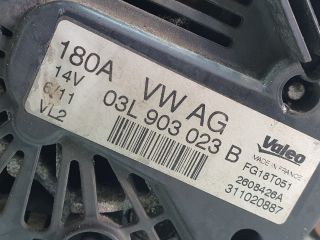 180A VW AG
14V
6/11 03L 903 023 B
VL2
Valeo
MADE IN FRANCE
FG18T051
2608426A
311020887